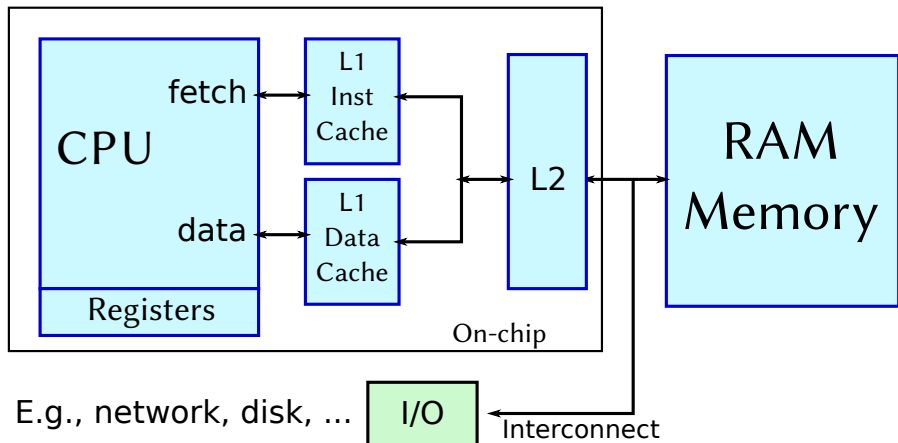 fetch
CPU
data
Registers
L1
Inst
Cache
L1
Data
Cache
L2
On-chip
RAM
Memory
E.g., network, disk, ...
I/O
Interconnect